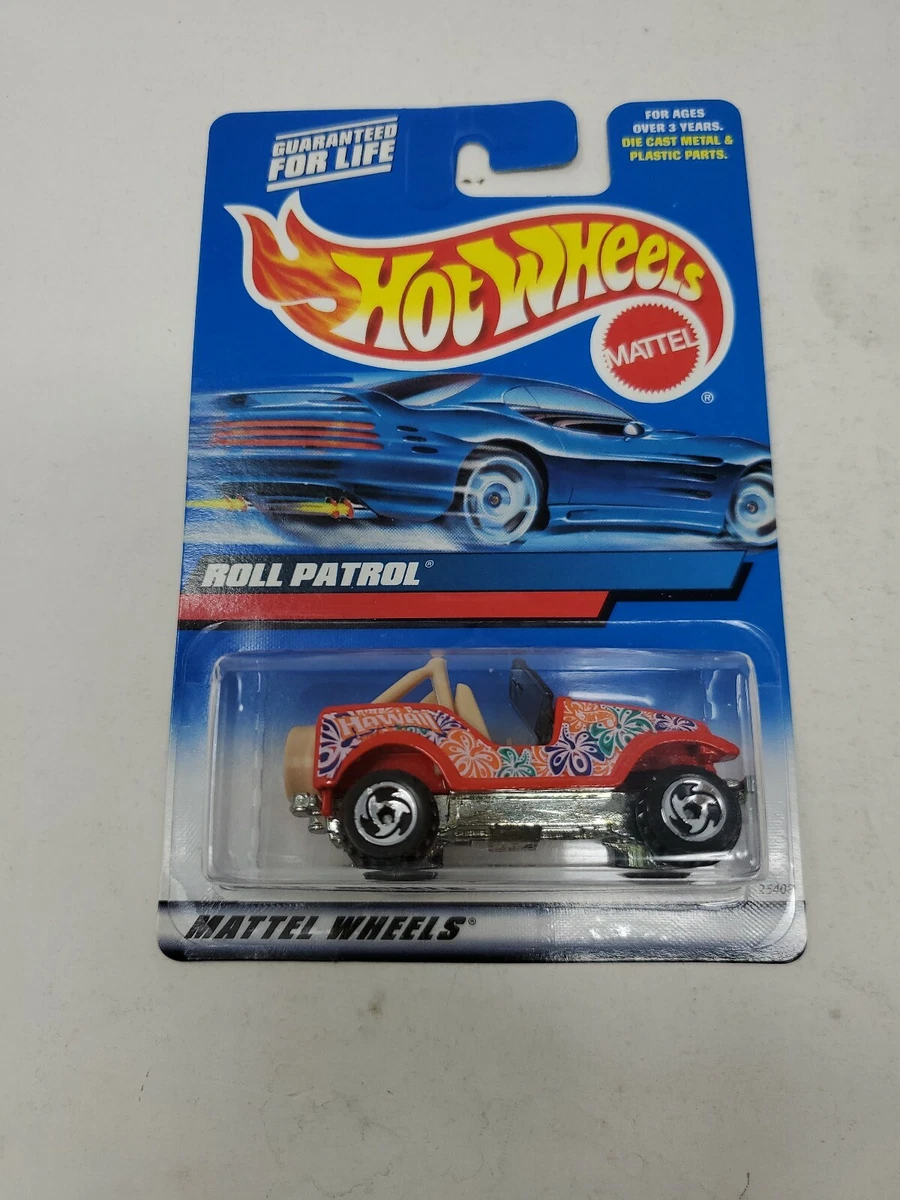 GUARANTEED
FOR LIFE
FOR AGES
OVER 3 YEARS.
DIE CAST METAL &
PLASTIC PARTS.
HOT WHEELS
MATTEL
®
ROLL PATROL®
HAWAII
MATTEL WHEELS®